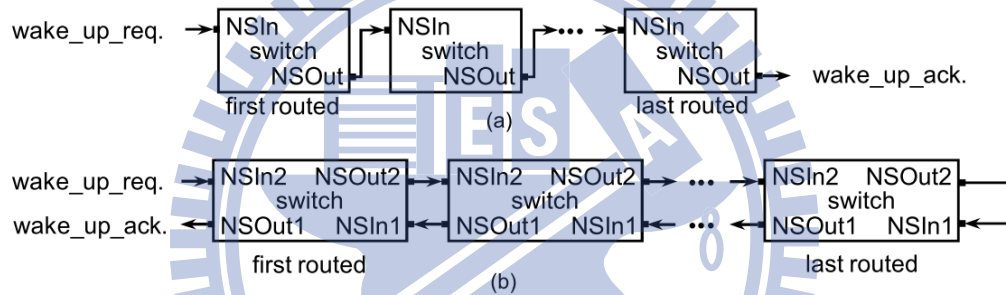 wake_up_req. NSIn NSIn ... NSIn
switch switch switch
NSOut NSOut NSOut wake_up_ack.
first routed last routed
(a)
ES A
wake_up_req. NSIn2 NSOut2 NSIn2 NSOut2 ... NSIn2 NSOut2
switch switch switch
wake_up_ack. NSOut1 NSIn1 NSOut1 NSIn1 ... NSOut1 NSIn1
first routed last routed
(b)